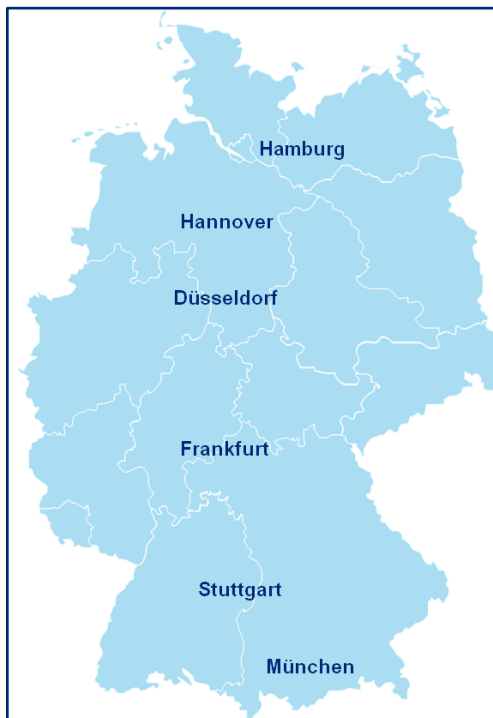 Hamburg
Hannover
Düsseldorf
Frankfurt
Stuttgart
München